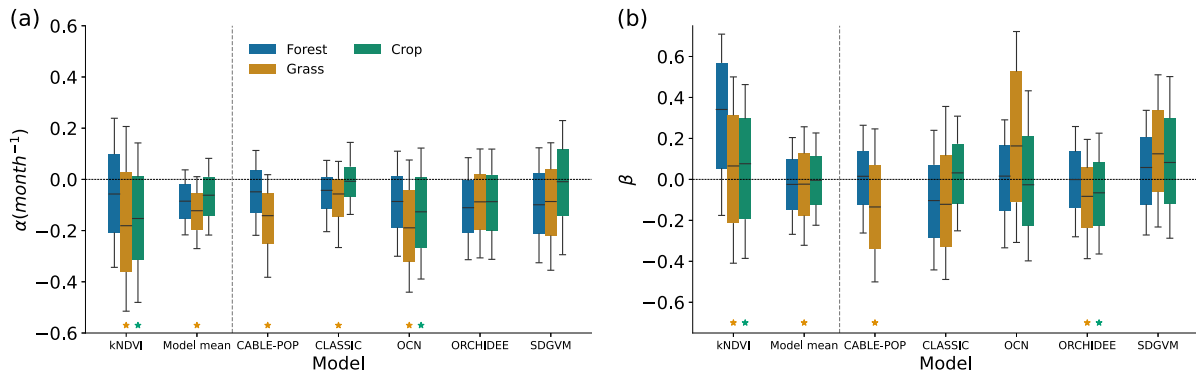 (a)
0.6
0.4
0.2
0.0
−0.2
−0.4
−0.6
α(month⁻¹)
Forest
Grass
Crop
kNDVI Model mean CABLE-POP CLASSIC OCN ORCHIDEE SDGVM
Model
(b)
0.6
0.4
0.2
0.0
−0.2
−0.4
−0.6
β
kNDVI Model mean CABLE-POP CLASSIC OCN ORCHIDEE SDGVM
Model